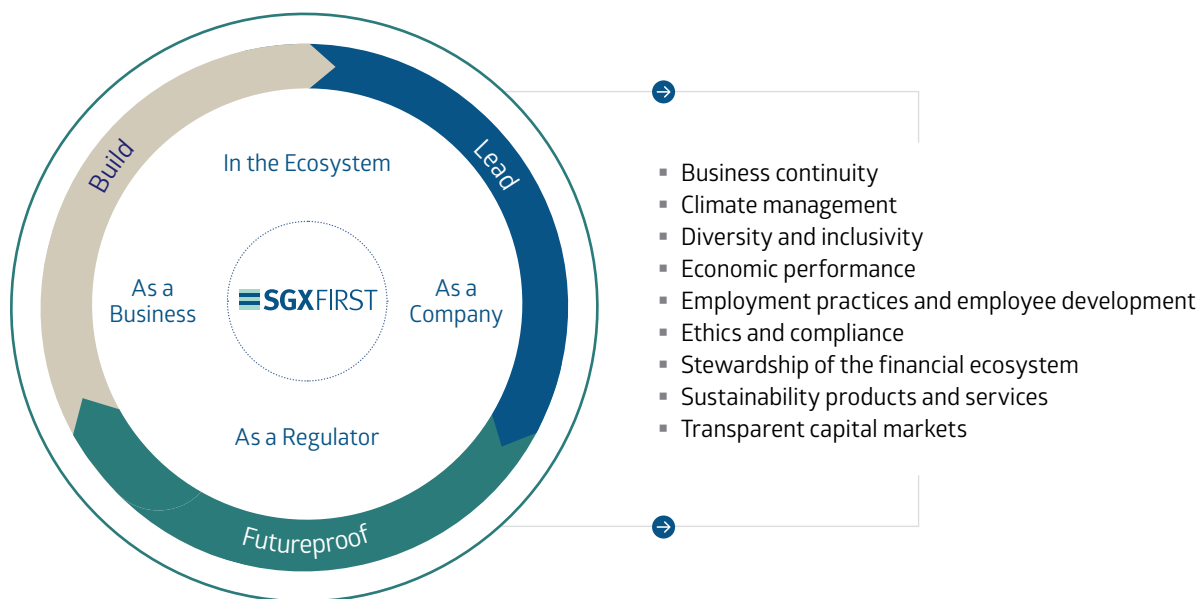 Build
Lead
Futureproof
In the Ecosystem
As a
Business
SGXFIRST
As a
Company
As a Regulator
▪ Business continuity
▪ Climate management
▪ Diversity and inclusivity
▪ Economic performance
▪ Employment practices and employee development
▪ Ethics and compliance
▪ Stewardship of the financial ecosystem
▪ Sustainability products and services
▪ Transparent capital markets